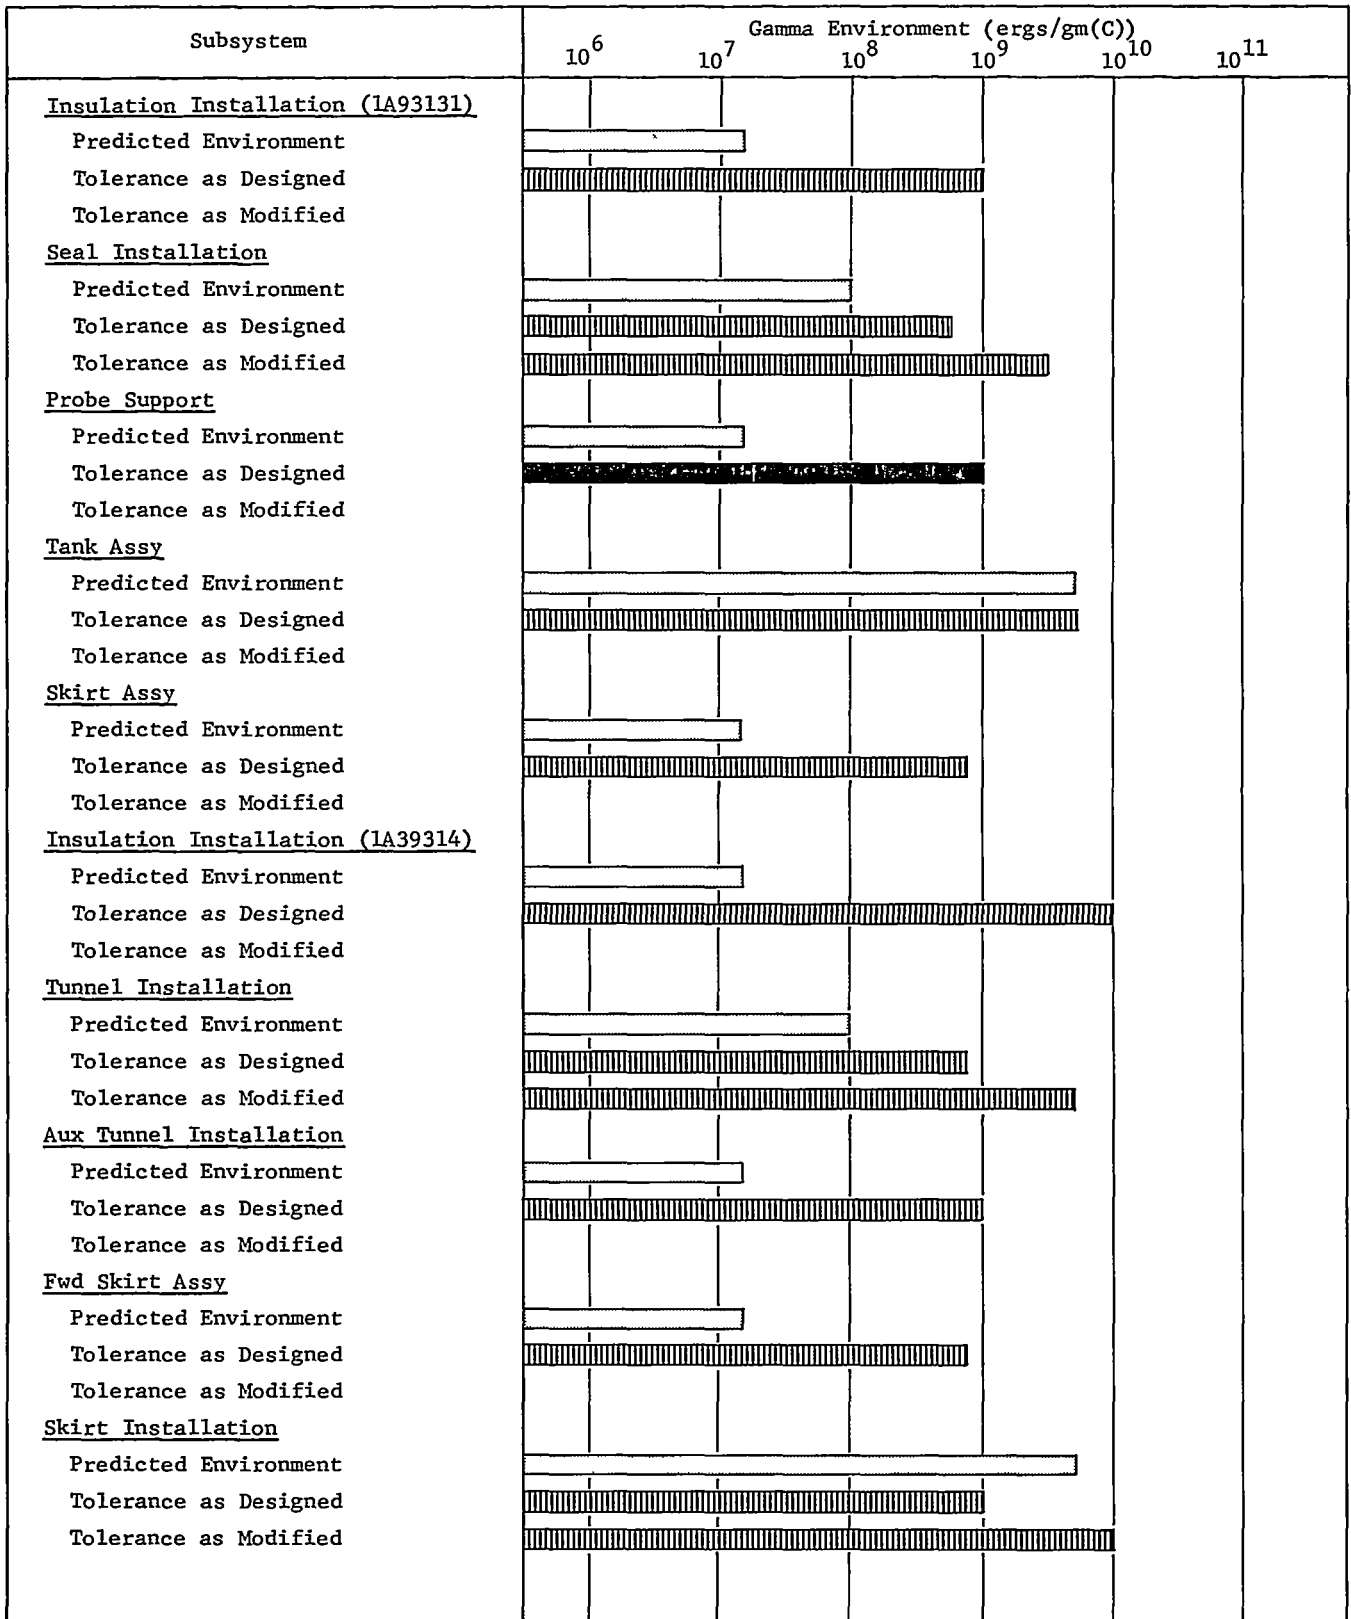 Subsystem
Gamma Environment (ergs/gm(C))
10^6 10^7 10^8 10^9 10^10 10^11
Insulation Installation (1A93131)
Predicted Environment
Tolerance as Designed
Tolerance as Modified
Seal Installation
Predicted Environment
Tolerance as Designed
Tolerance as Modified
Probe Support
Predicted Environment
Tolerance as Designed
Tolerance as Modified
Tank Assy
Predicted Environment
Tolerance as Designed
Tolerance as Modified
Skirt Assy
Predicted Environment
Tolerance as Designed
Tolerance as Modified
Insulation Installation (1A39314)
Predicted Environment
Tolerance as Designed
Tolerance as Modified
Tunnel Installation
Predicted Environment
Tolerance as Designed
Tolerance as Modified
Aux Tunnel Installation
Predicted Environment
Tolerance as Designed
Tolerance as Modified
Fwd Skirt Assy
Predicted Environment
Tolerance as Designed
Tolerance as Modified
Skirt Installation
Predicted Environment
Tolerance as Designed
Tolerance as Modified